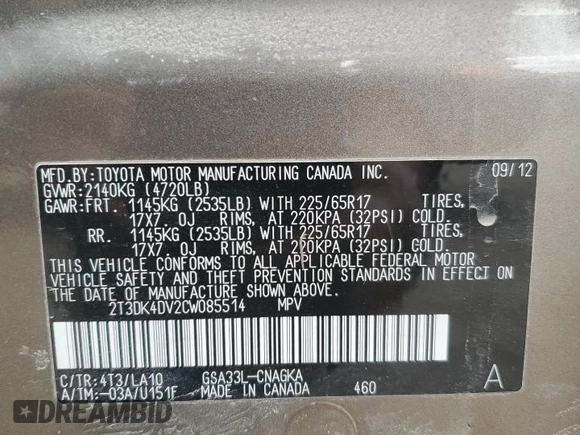 MFD.BY:TOYOTA MOTOR MANUFACTURING CANADA INC. 09/12
GVWR:2140KG (4720LB)
GAWR:FRT. 1145KG (2535LB) WITH 225/65R17 TIRES,
17X7. OJ RIMS, AT 220KPA (32PSI) COLD.
RR. 1145KG (2535LB) WITH 225/65R17 TIRES,
17X7. OJ RIMS, AT 220KPA (32PSI) COLD.
THIS VEHICLE CONFORMS TO ALL APPLICABLE FEDERAL MOTOR
VEHICLE SAFETY AND THEFT PREVENTION STANDARDS IN EFFECT ON
THE DATE OF MANUFACTURE SHOWN ABOVE.
2T3DK4DV2CW085514 MPV
C/TR:4T3/LA10 GSA33L-CNAGKA A
A/TM:-03A/U151F MADE IN CANADA 460
DREAMBID